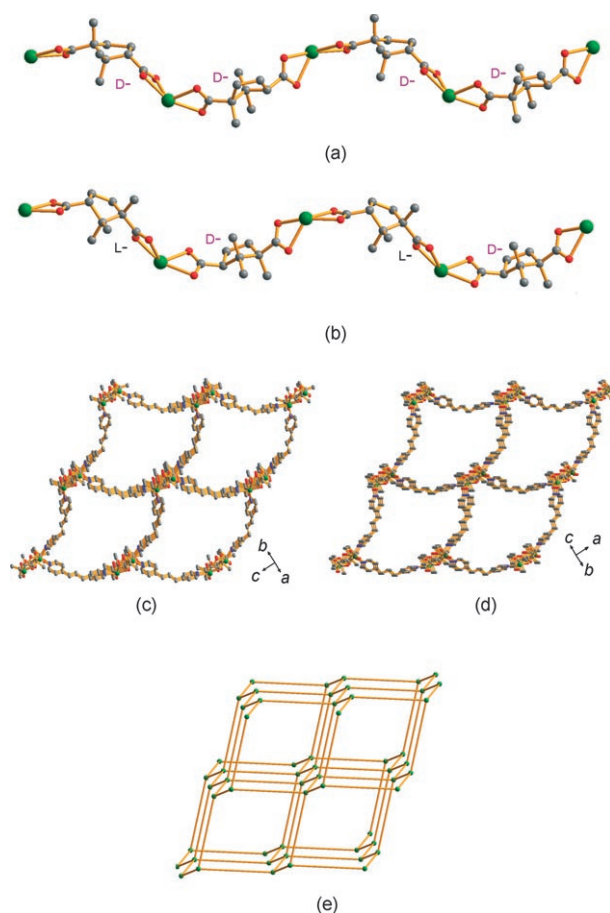 D- D- D- D-
(a)
L- D- L- D-
(b)
b c a
c a b
(c) (d)
(e)